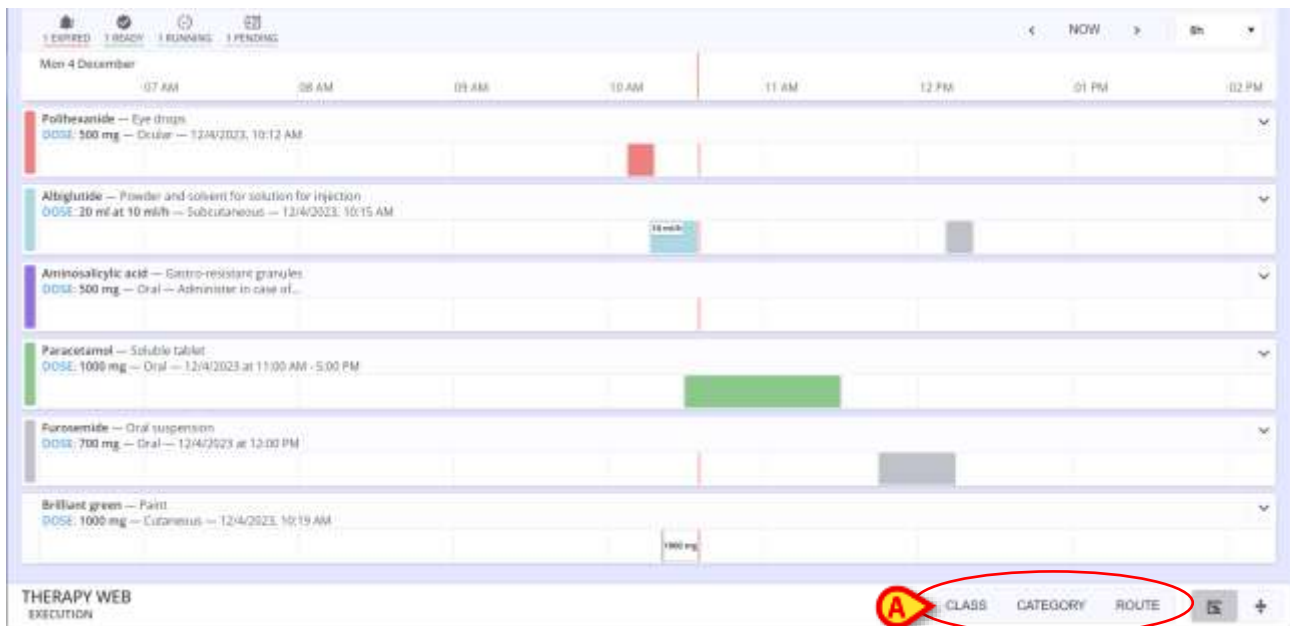 1 EXPIRED 1 READY 1 RUNNING 1 PENDING
NOW 8h
Mon 4 December
07 AM 08 AM 09 AM 10 AM 11 AM 12 PM 01 PM 02 PM
Polihexanide — Eye drops
DOSE: 500 mg — Ocular — 12/4/2023, 10:12 AM
Albiglutide — Powder and solvent for solution for injection
DOSE: 20 ml at 10 ml/h — Subcutaneous — 12/4/2023, 10:15 AM
10 ml/h
Aminosalicylic acid — Gastro-resistant granules
DOSE: 500 mg — Oral — Administer in case of...
Paracetamol — Soluble tablet
DOSE: 1000 mg — Oral — 12/4/2023 at 11:00 AM - 5:00 PM
Furosemide — Oral suspension
DOSE: 700 mg — Oral — 12/4/2023 at 12:00 PM
Brilliant green — Paint
DOSE: 1000 mg — Cutaneous — 12/4/2023, 10:19 AM
1000 mg
THERAPY WEB
EXECUTION
A CLASS CATEGORY ROUTE